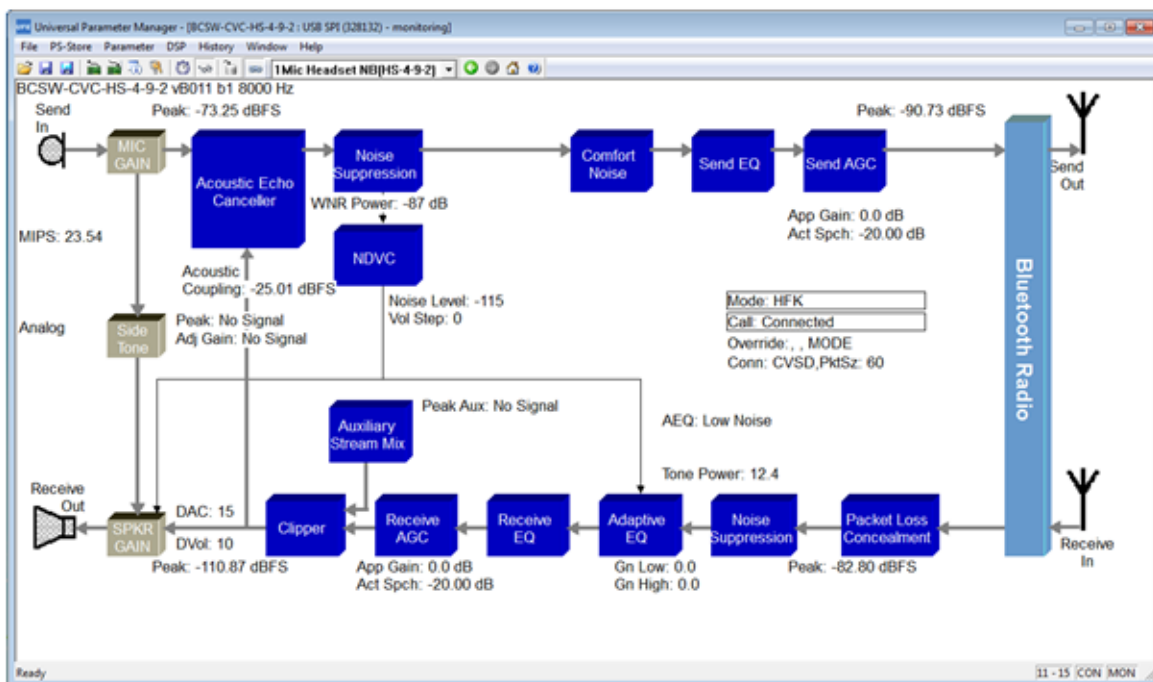 Universal Parameter Manager - [BCSW-CVC-HS-4-9-2 : USB SPI (328132) - monitoring]
File PS-Store Parameter DSP History Window Help
1Mic Headset NB[HS-4-9-2]
BCSW-CVC-HS-4-9-2 vB011 b1 8000 Hz
Send
In
Peak: -73.25 dBFS
Peak: -90.73 dBFS
MIC
GAIN
Acoustic Echo
Canceller
Noise
Suppression
Comfort
Noise
Send EQ
Send AGC
Send
Out
WNR Power: -87 dB
App Gain: 0.0 dB
Act Spch: -20.00 dB
MIPS: 23.54
NDVC
Acoustic
Coupling: -25.01 dBFS
Noise Level: -115
Vol Step: 0
Bluetooth Radio
Mode: HFK
Call: Connected
Override:, , MODE
Conn: CVSD,PktSz: 60
Analog
Side
Tone
Peak: No Signal
Adj Gain: No Signal
Peak Aux: No Signal
Auxiliary
Stream Mix
AEQ: Low Noise
Tone Power: 12.4
Receive
Out
SPKR
GAIN
DAC: 15
DVol: 10
Clipper
Receive
AGC
Receive
EQ
Adaptive
EQ
Noise
Suppression
Packet Loss
Concealment
Receive
In
Peak: -110.87 dBFS
App Gain: 0.0 dB
Act Spch: -20.00 dB
Gn Low: 0.0
Gn High: 0.0
Peak: -82.80 dBFS
Ready
11 - 15 CON MON